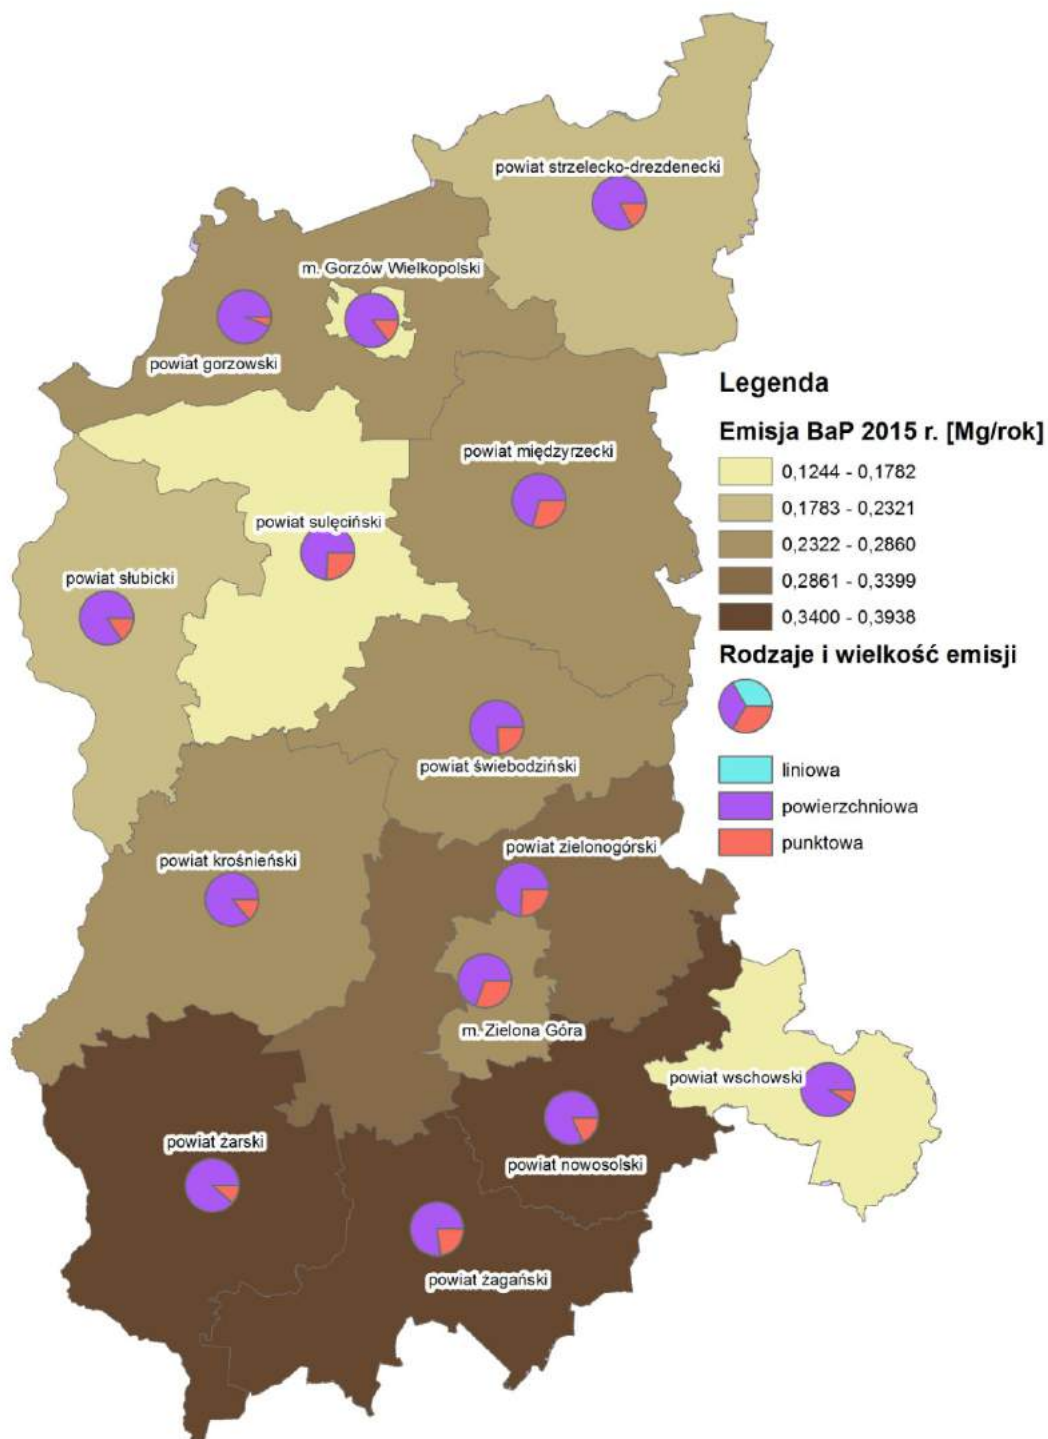 powiat strzelecko-drezdenecki
m. Gorzów Wielkopolski
powiat gorzowski
Legenda
Emisja BaP 2015 r. [Mg/rok]
0,1244 - 0,1782
0,1783 - 0,2321
0,2322 - 0,2860
0,2861 - 0,3399
0,3400 - 0,3938
Rodzaje i wielkość emisji
liniowa
powierzchniowa
punktowa
powiat międzyrzecki
powiat sulęciński
powiat słubicki
powiat świebodziński
powiat zielonogórski
powiat krośnieński
m. Zielona Góra
powiat wschowski
powiat żarski
powiat nowosolski
powiat żagański